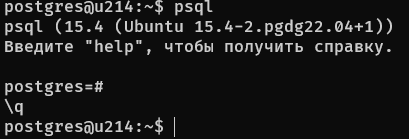 postgres@u214:~$ psql
psql (15.4 (Ubuntu 15.4-2.pgdg22.04+1))
Введите "help", чтобы получить справку.
postgres=#
\q
postgres@u214:~$